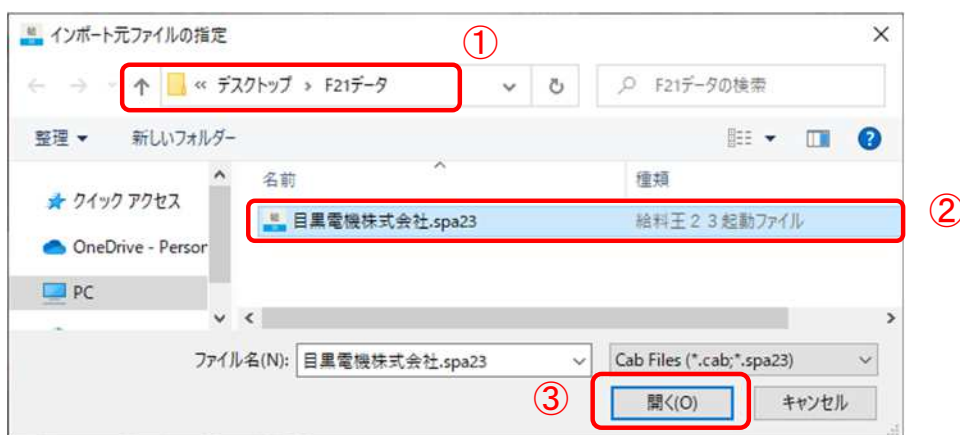 インポート元ファイルの指定
①
« デスクトップ › F21データ
F21データの検索
整理 新しいフォルダー
名前 種類
クイック アクセス
目黒電機株式会社.spa23 給料王23起動ファイル
②
OneDrive - Person
PC
ファイル名(N): 目黒電機株式会社.spa23 Cab Files (*.cab;*.spa23)
③
開く(O) キャンセル